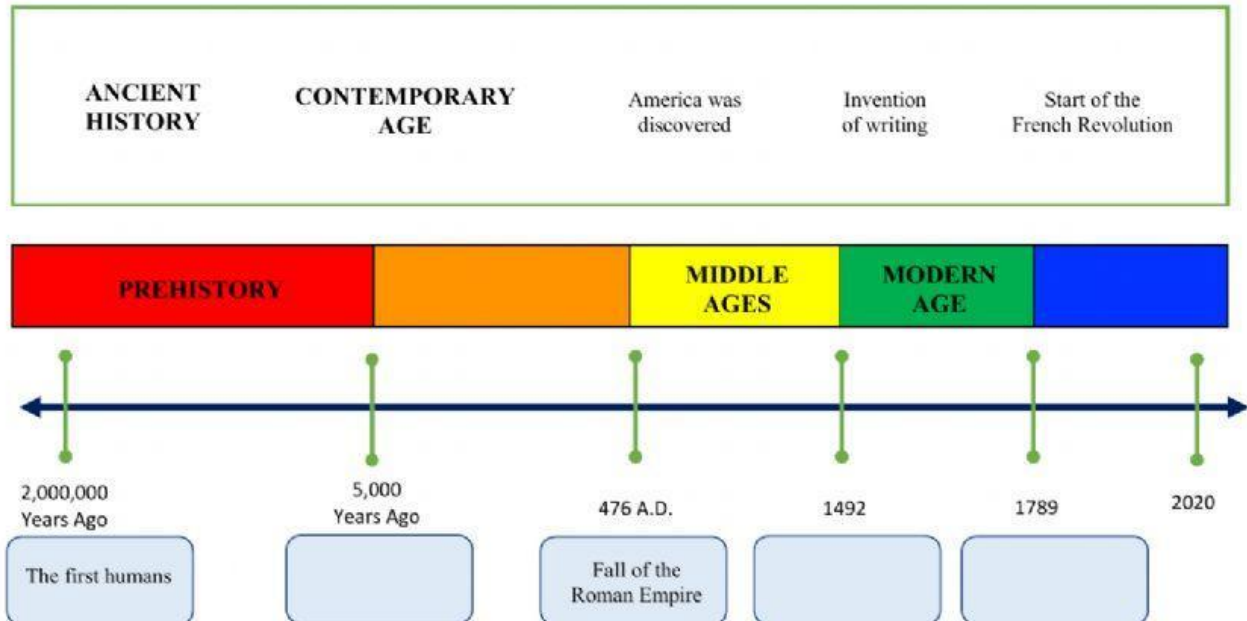 ANCIENT
HISTORY
CONTEMPORARY
AGE
America was
discovered
Invention
of writing
Start of the
French Revolution
PREHISTORY
MIDDLE
AGES
MODERN
AGE
2,000,000
Years Ago
5,000
Years Ago
476 A.D.
1492
1789
2020
The first humans
Fall of the
Roman Empire